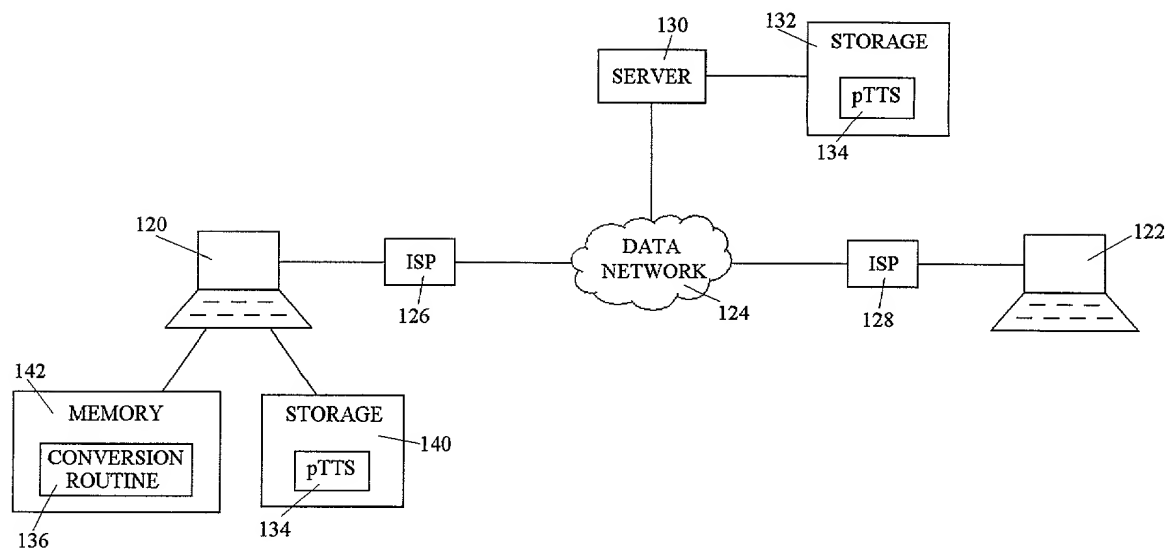 130
132
STORAGE
SERVER
pTTS
134
120
122
ISP
DATA
NETWORK
ISP
126
124
128
142
MEMORY
STORAGE
140
CONVERSION
ROUTINE
pTTS
136
134